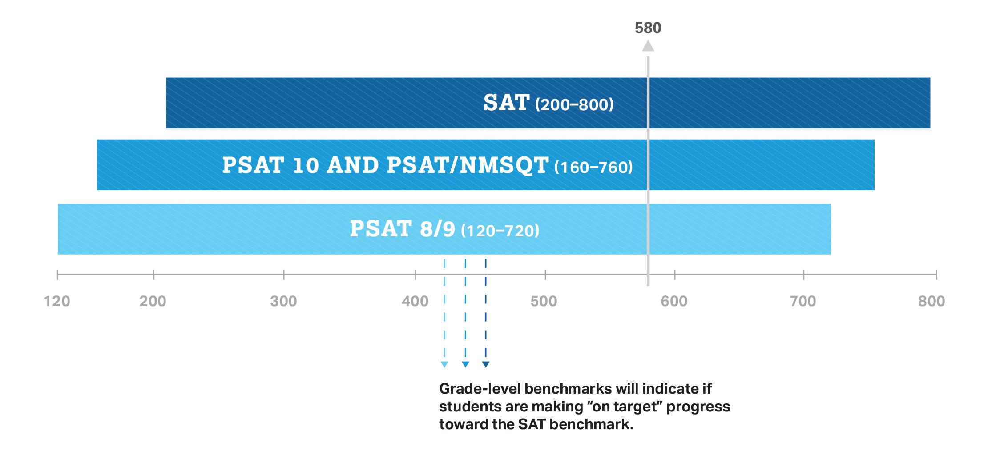 580
SAT (200–800)
PSAT 10 AND PSAT/NMSQT (160–760)
PSAT 8/9 (120–720)
120 200 300 400 500 600 700 800
Grade-level benchmarks will indicate if
students are making “on target” progress
toward the SAT benchmark.